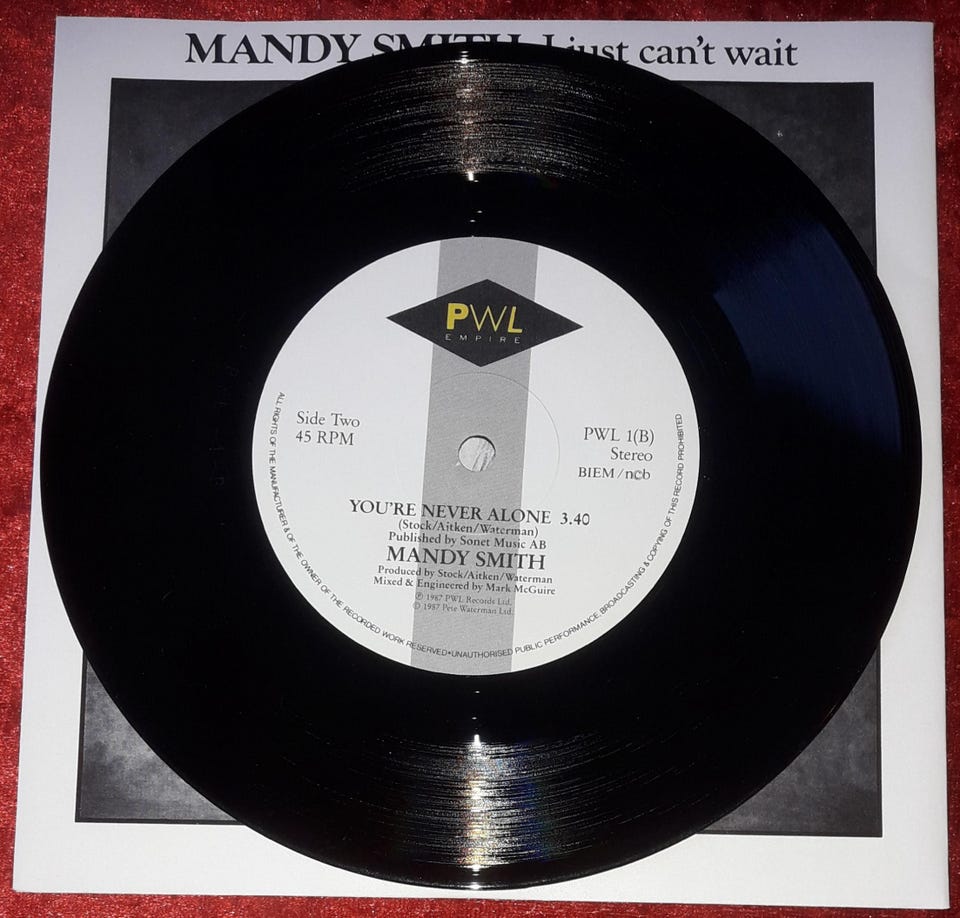 MANDY SMITH I just can't wait
PWL
EMPIRE
Side Two
45 RPM
PWL 1(B)
Stereo
BIEM/ncb
YOU'RE NEVER ALONE 3.40
(Stock/Aitken/Waterman)
Published by Sonet Music AB
MANDY SMITH
Produced by Stock/Aitken/Waterman
Mixed & Engineered by Mark McGuire
℗ 1987 PWL Records Ltd.
© 1987 Pete Waterman Ltd.
ALL RIGHTS OF THE MANUFACTURER & OF THE OWNER OF THE RECORDED WORK RESERVED•UNAUTHORISED PUBLIC PERFORMANCE, BROADCASTING & COPYING OF THIS RECORD PROHIBITED